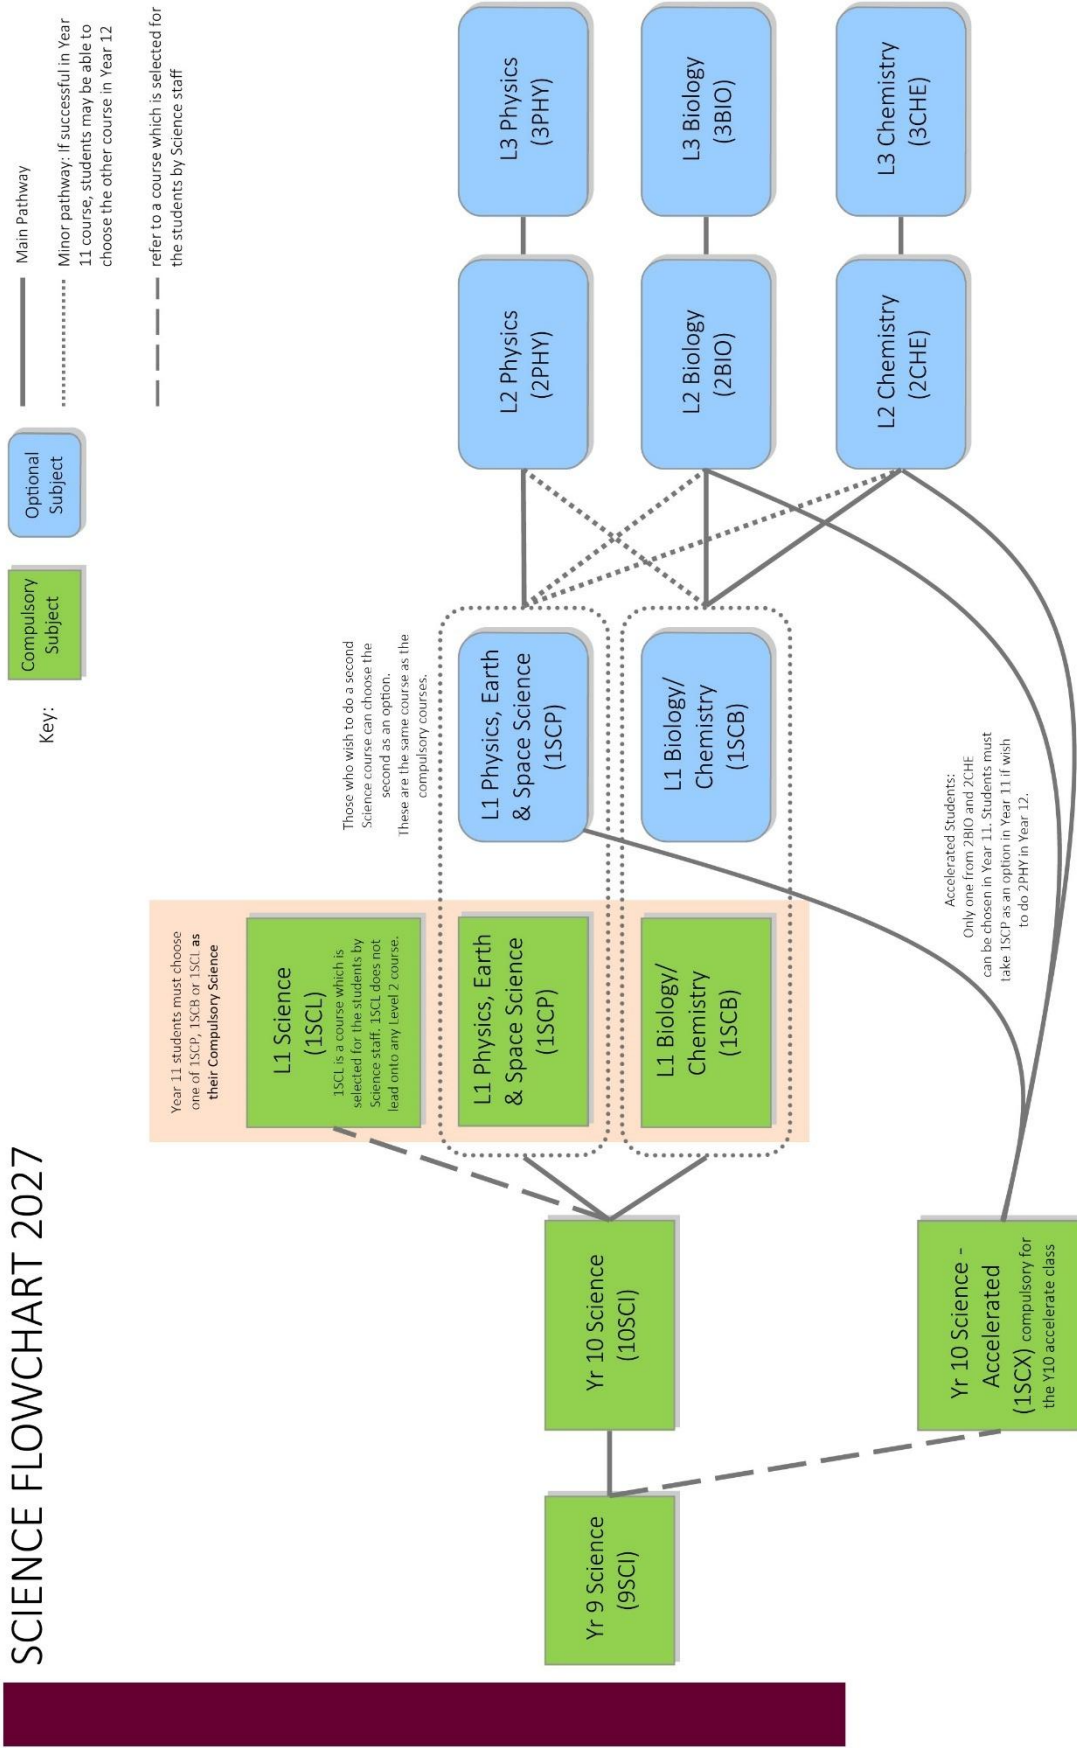 SCIENCE FLOWCHART 2027
Key:
Compulsory
Subject
Optional
Subject
Main Pathway
Minor pathway: If successful in Year
11 course, students may be able to
choose the other course in Year 12
refer to a course which is selected for
the students by Science staff
Year 11 students must choose
one of 1SCP, 1SCB or 1SCL as
their Compulsory Science
Those who wish to do a second
Science course can choose the
second as an option.
These are the same course as the
compulsory courses.
Yr 9 Science
(9SCI)
Yr 10 Science
(10SCI)
Yr 10 Science -
Accelerated
(1SCX) compulsory for
the Y10 accelerate class
L1 Science
(1SCL)
1SCL is a course which is
selected for the students by
Science staff. 1SCL does not
lead onto any Level 2 course.
L1 Physics, Earth
& Space Science
(1SCP)
L1 Biology/
Chemistry
(1SCB)
L1 Physics, Earth
& Space Science
(1SCP)
L1 Biology/
Chemistry
(1SCB)
Accelerated Students:
Only one from 2BIO and 2CHE
can be chosen in Year 11. Students must
take 1SCP as an option in Year 11 if wish
to do 2PHY in Year 12.
L2 Physics
(2PHY)
L2 Biology
(2BIO)
L2 Chemistry
(2CHE)
L3 Physics
(3PHY)
L3 Biology
(3BIO)
L3 Chemistry
(3CHE)